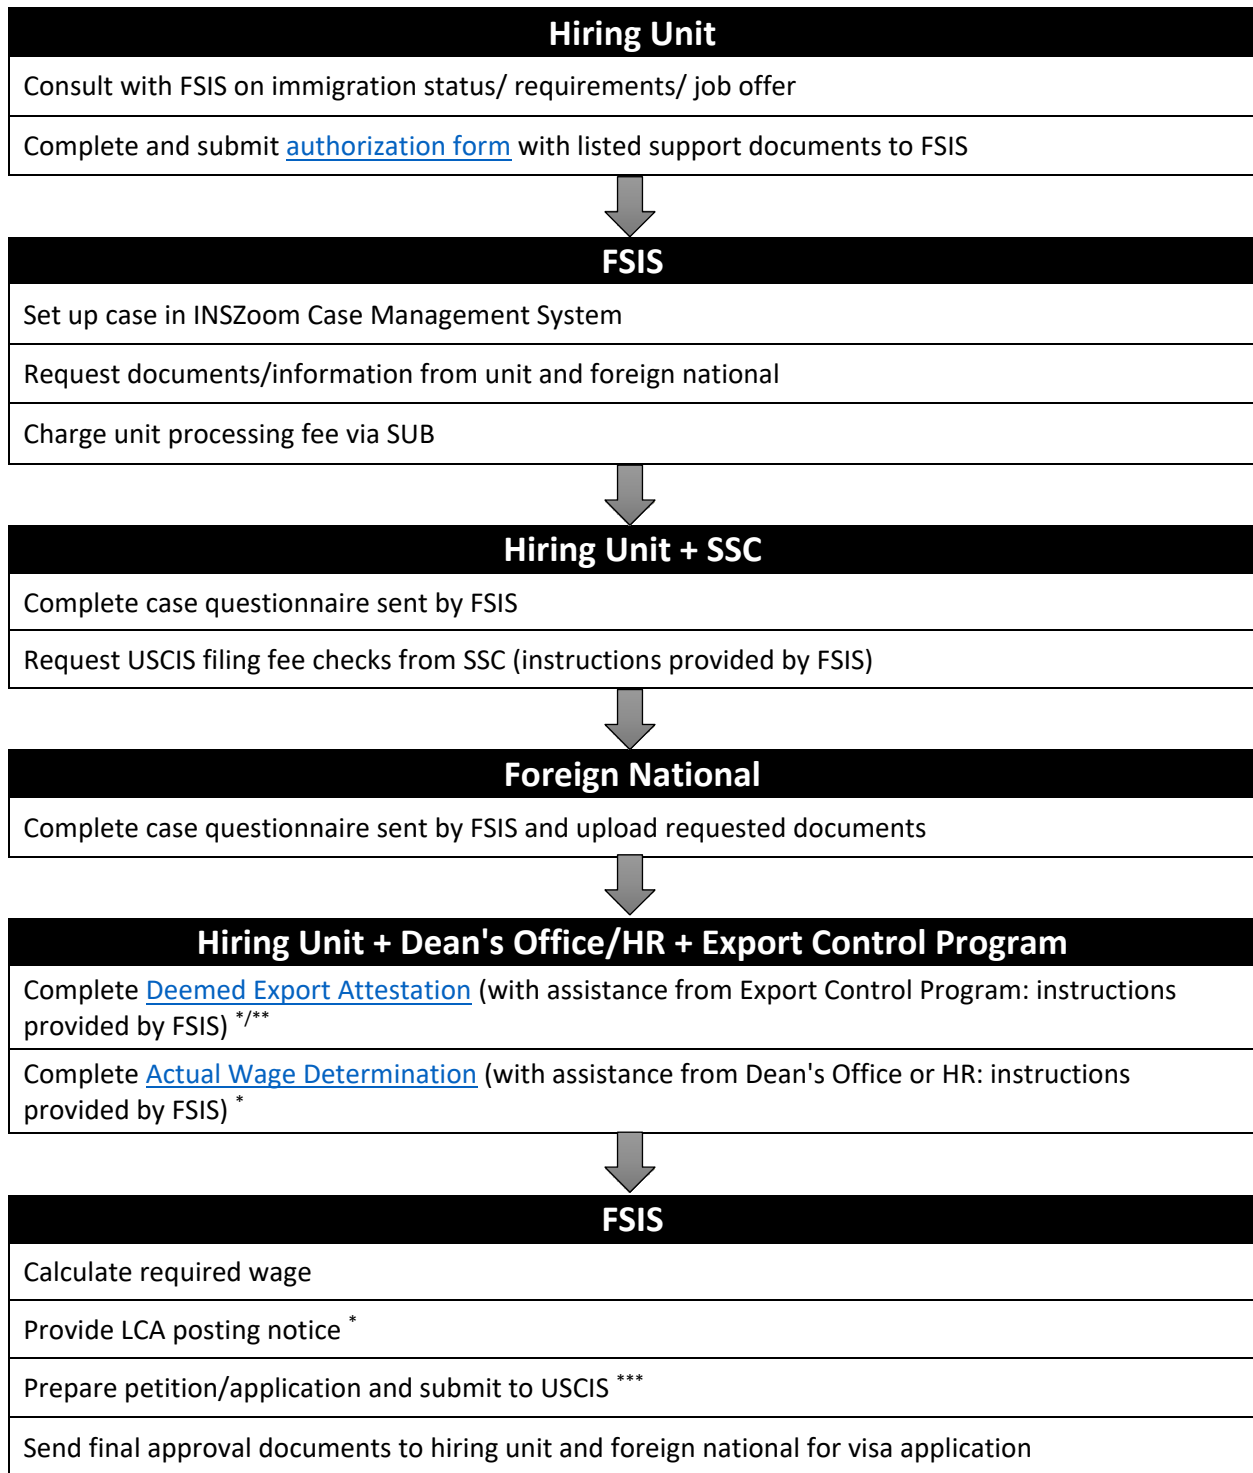 Hiring Unit
Consult with FSIS on immigration status/ requirements/ job offer
Complete and submit authorization form with listed support documents to FSIS
FSIS
Set up case in INSZoom Case Management System
Request documents/information from unit and foreign national
Charge unit processing fee via SUB
Hiring Unit + SSC
Complete case questionnaire sent by FSIS
Request USCIS filing fee checks from SSC (instructions provided by FSIS)
Foreign National
Complete case questionnaire sent by FSIS and upload requested documents
Hiring Unit + Dean's Office/HR + Export Control Program
Complete Deemed Export Attestation (with assistance from Export Control Program: instructions
provided by FSIS) */**
Complete Actual Wage Determination (with assistance from Dean's Office or HR: instructions
provided by FSIS) *
FSIS
Calculate required wage
Provide LCA posting notice *
Prepare petition/application and submit to USCIS ***
Send final approval documents to hiring unit and foreign national for visa application